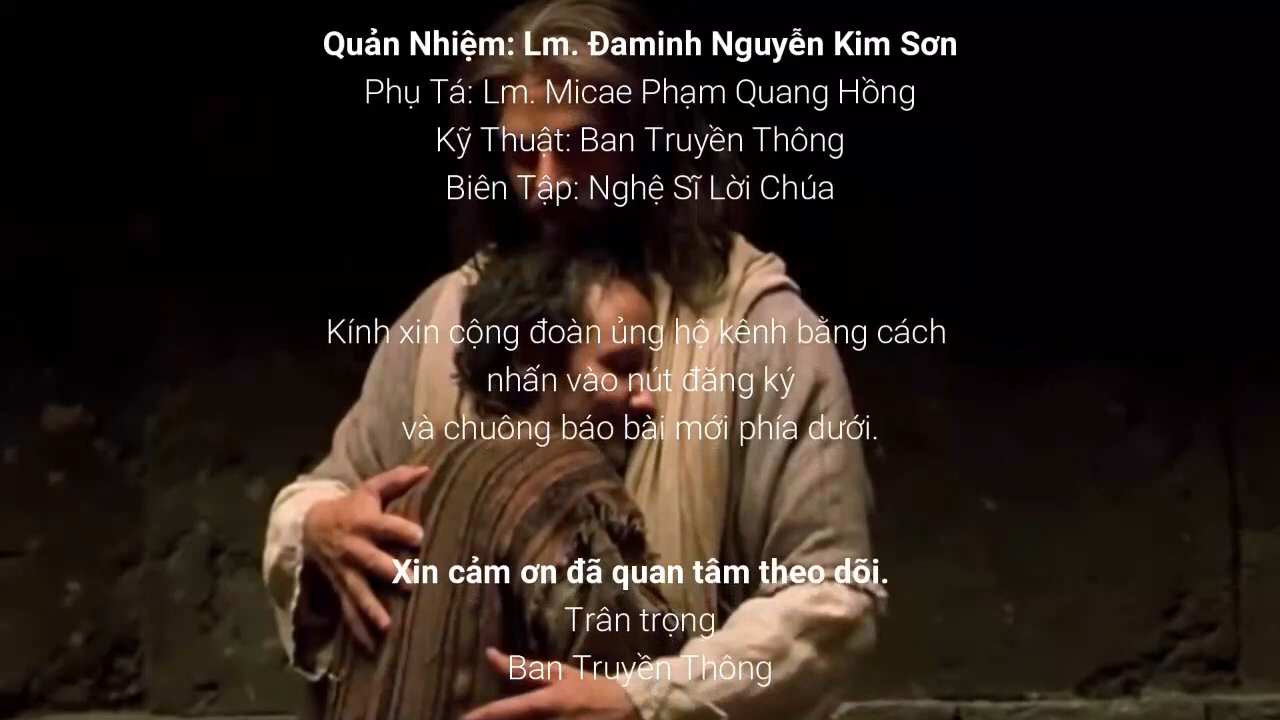 Quản Nhiệm: Lm. Đaminh Nguyễn Kim Sơn
Phụ Tá: Lm. Micae Phạm Quang Hồng
Kỹ Thuật: Ban Truyền Thông
Biên Tập: Nghệ Sĩ Lời Chúa
Kính xin cộng đoàn ủng hộ kênh bằng cách
nhấn vào nút đăng ký
và chuông báo bài mới phía dưới.
Xin cảm ơn đã quan tâm theo dõi.
Trân trọng
Ban Truyền Thông